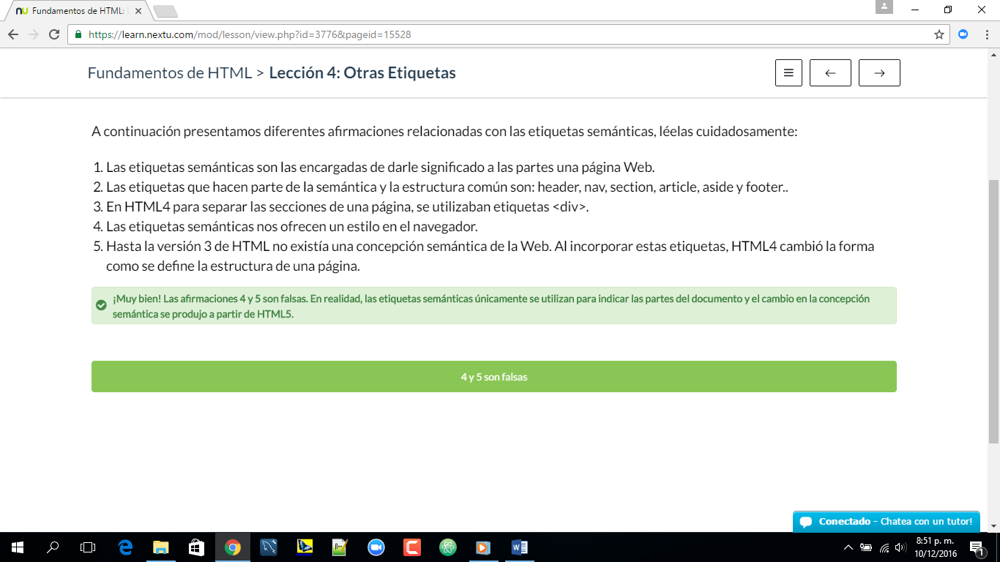 Fundamentos de HTML:
https://learn.nextu.com/mod/lesson/view.php?id=3776&pageid=15528
Fundamentos de HTML > Lección 4: Otras Etiquetas
A continuación presentamos diferentes afirmaciones relacionadas con las etiquetas semánticas, léelas cuidadosamente:
1. Las etiquetas semánticas son las encargadas de darle significado a las partes una página Web.
2. Las etiquetas que hacen parte de la semántica y la estructura común son: header, nav, section, article, aside y footer..
3. En HTML4 para separar las secciones de una página, se utilizaban etiquetas <div>.
4. Las etiquetas semánticas nos ofrecen un estilo en el navegador.
5. Hasta la versión 3 de HTML no existía una concepción semántica de la Web. Al incorporar estas etiquetas, HTML4 cambió la forma
como se define la estructura de una página.
¡Muy bien! Las afirmaciones 4 y 5 son falsas. En realidad, las etiquetas semánticas únicamente se utilizan para indicar las partes del documento y el cambio en la concepción
semántica se produjo a partir de HTML5.
4 y 5 son falsas
Conectado - Chatea con un tutor!
8:51 p. m.
10/12/2016
1